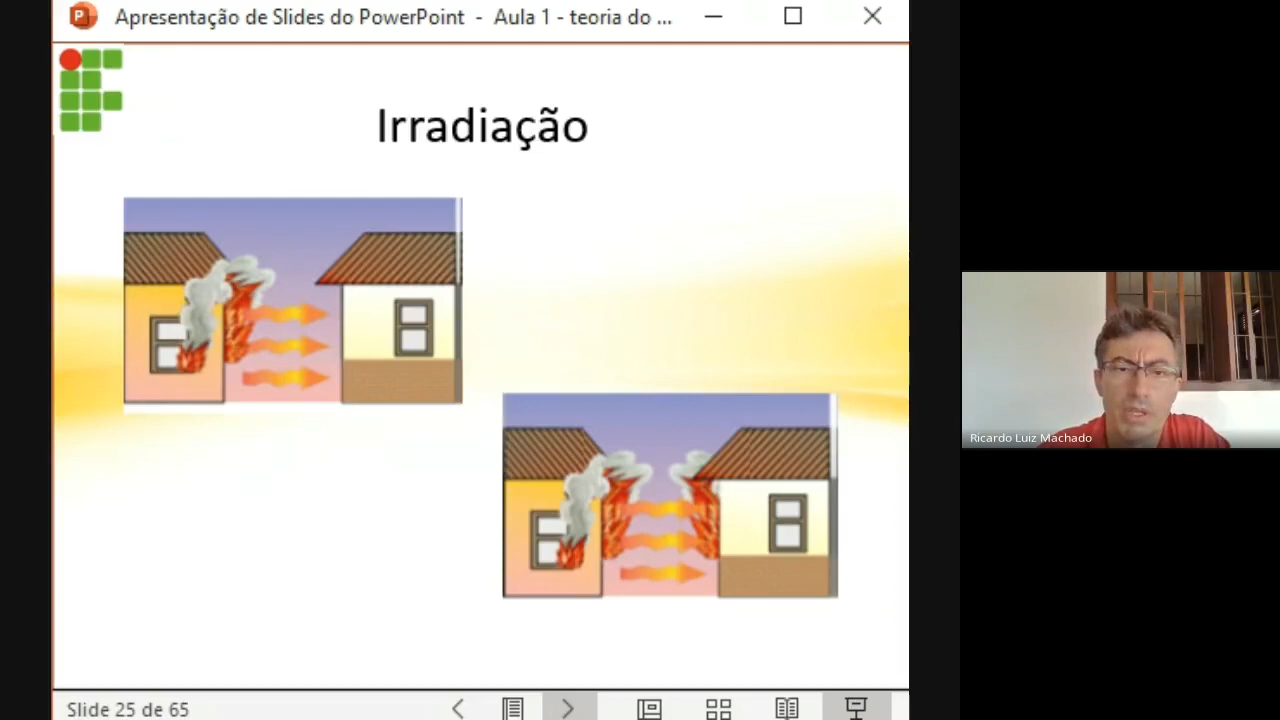 Apresentação de Slides do PowerPoint - Aula 1 - teoria do ...
Irradiação
Ricardo Luiz Machado
Slide 25 de 65